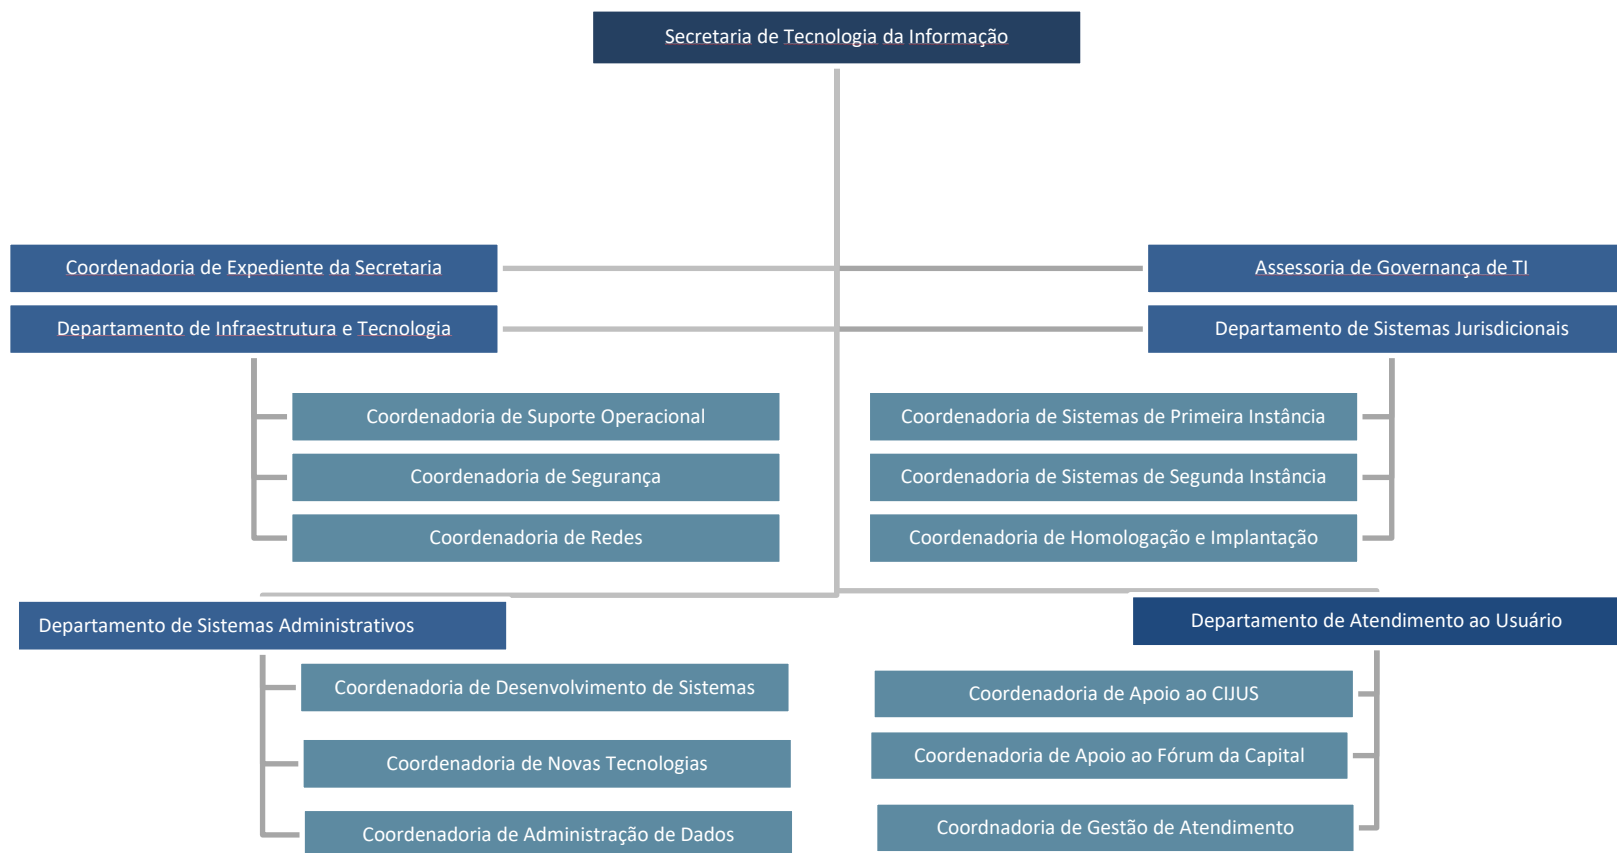 Secretaria de Tecnologia da Informação
Coordenadoria de Expediente da Secretaria
Assessoria de Governança de TI
Departamento de Infraestrutura e Tecnologia
Departamento de Sistemas Jurisdicionais
Coordenadoria de Suporte Operacional
Coordenadoria de Segurança
Coordenadoria de Redes
Coordenadoria de Sistemas de Primeira Instância
Coordenadoria de Sistemas de Segunda Instância
Coordenadoria de Homologação e Implantação
Departamento de Sistemas Administrativos
Departamento de Atendimento ao Usuário
Coordenadoria de Desenvolvimento de Sistemas
Coordenadoria de Novas Tecnologias
Coordenadoria de Administração de Dados
Coordenadoria de Apoio ao CIJUS
Coordenadoria de Apoio ao Fórum da Capital
Coordnadoria de Gestão de Atendimento